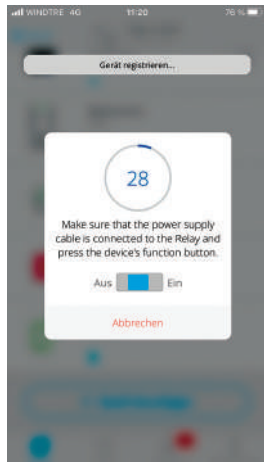 WINDTRE 4G 11:20 76 %
Gerät registrieren...
28
Make sure that the power supply
cable is connected to the Relay and
press the device's function button.
Aus Ein
Abbrechen